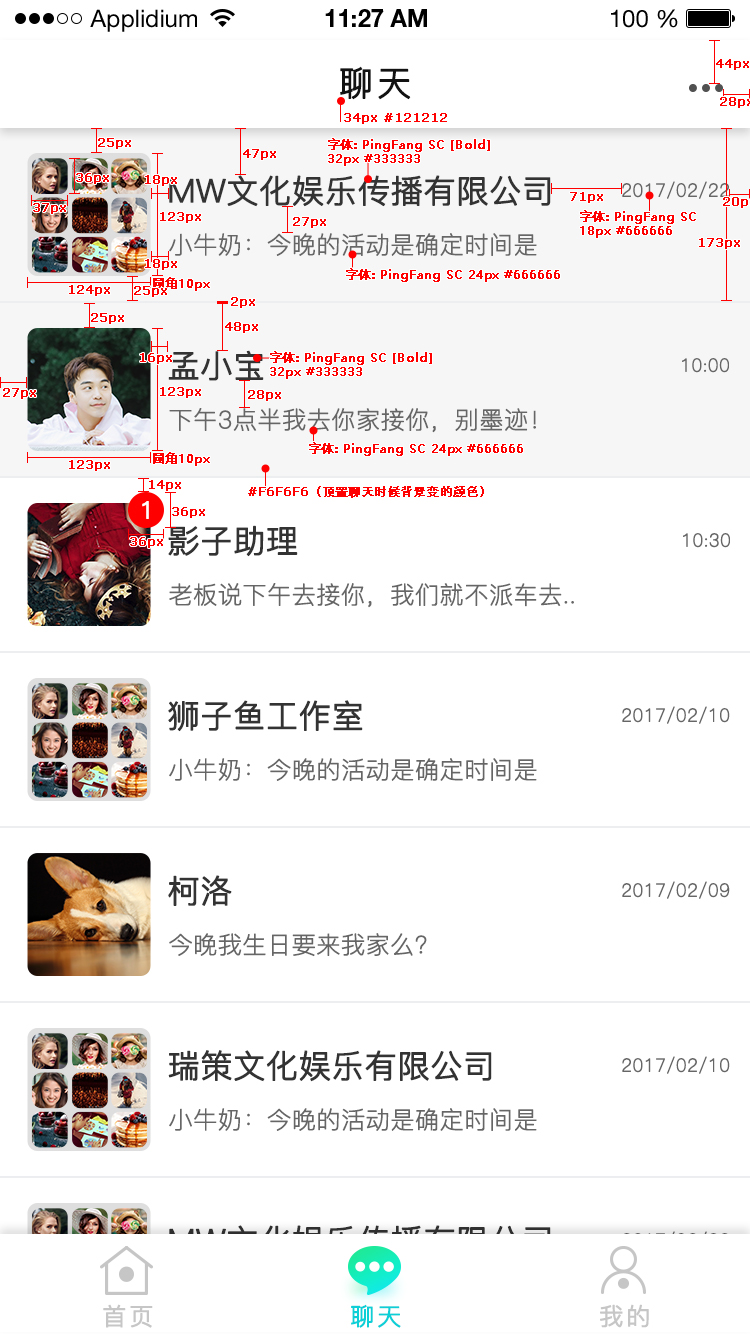 Applidium 11:27 AM 100 %
44px
聊天
28px
34px #121212
25px
47px
字体: PingFang SC [Bold]
32px #333333
36px
18px
MW文化娱乐传播有限公司
71px
2017/02/22
20px
37px
123px
27px
字体: PingFang SC
18px #666666
173px
小牛奶：今晚的活动是确定时间是
18px
字体: PingFang SC 24px #666666
124px
25px
圆角10px
2px
25px
48px
16px
孟小宝
字体: PingFang SC [Bold]
32px #333333
10:00
27px
123px
28px
下午3点半我去你家接你，别墨迹！
字体: PingFang SC 24px #666666
123px
圆角10px
14px
#F6F6F6（顶置聊天时候背景变的颜色）
1
36px
36px
影子助理
10:30
老板说下午去接你，我们就不派车去..
狮子鱼工作室
2017/02/10
小牛奶：今晚的活动是确定时间是
柯洛
2017/02/09
今晚我生日要来我家么？
瑞策文化娱乐有限公司
2017/02/10
小牛奶：今晚的活动是确定时间是
MW文化娱乐传播有限公司
首页
聊天
我的